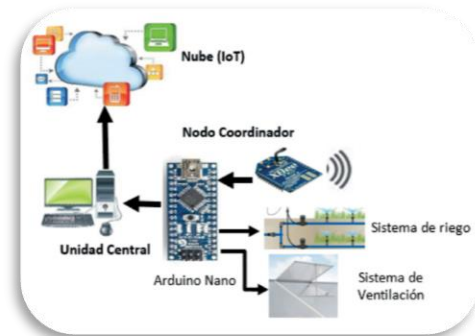 Nube (IoT)
Nodo Coordinador
Unidad Central
Arduino Nano
Sistema de riego
Sistema de
Ventilación